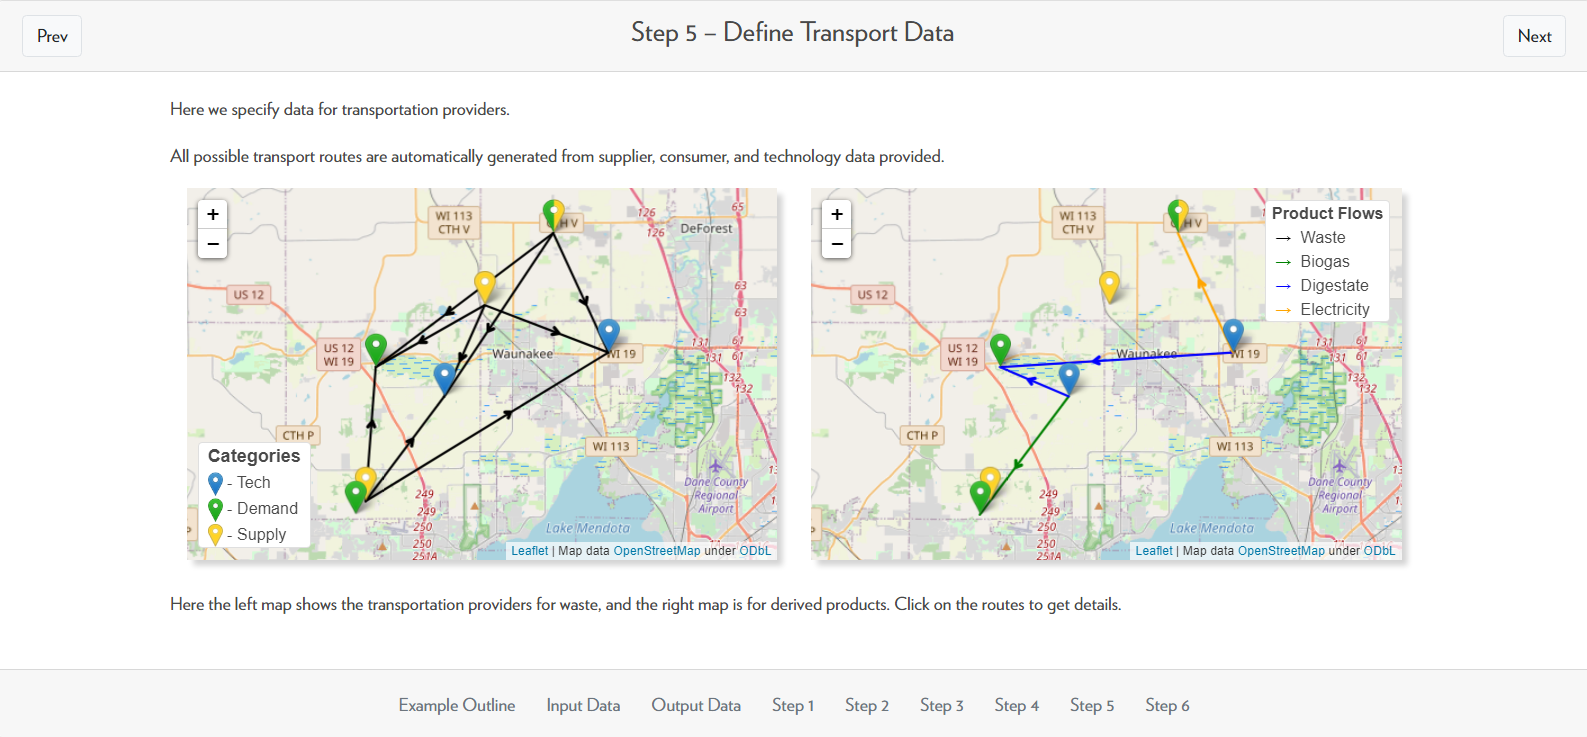 Prev
Step 5 – Define Transport Data
Next
Here we specify data for transportation providers.
All possible transport routes are automatically generated from supplier, consumer, and technology data provided.
+
−
WI 113
CTH V
H V
126
126
65
DeForest
US 12
63
63
US 12
WI 19
Waunakee
WI 19
131
131
61
61
132
132
CTH P
WI 113
Categories
- Tech
- Demand
- Supply
249
249
250
250
251A
Dane County
Regional
Airport
Lake Mendota
Leaflet | Map data OpenStreetMap under ODbL
+
−
WI 113
CTH V
H V
126
126
Product Flows
Waste
Biogas
Digestate
Electricity
US 12
US 12
WI 19
Waunakee
WI 19
131
131
61
61
132
132
CTH P
WI 113
249
249
250
250
251A
Dane County
Regional
Airport
Lake Mendota
Leaflet | Map data OpenStreetMap under ODbL
Here the left map shows the transportation providers for waste, and the right map is for derived products. Click on the routes to get details.
Example Outline Input Data Output Data Step 1 Step 2 Step 3 Step 4 Step 5 Step 6